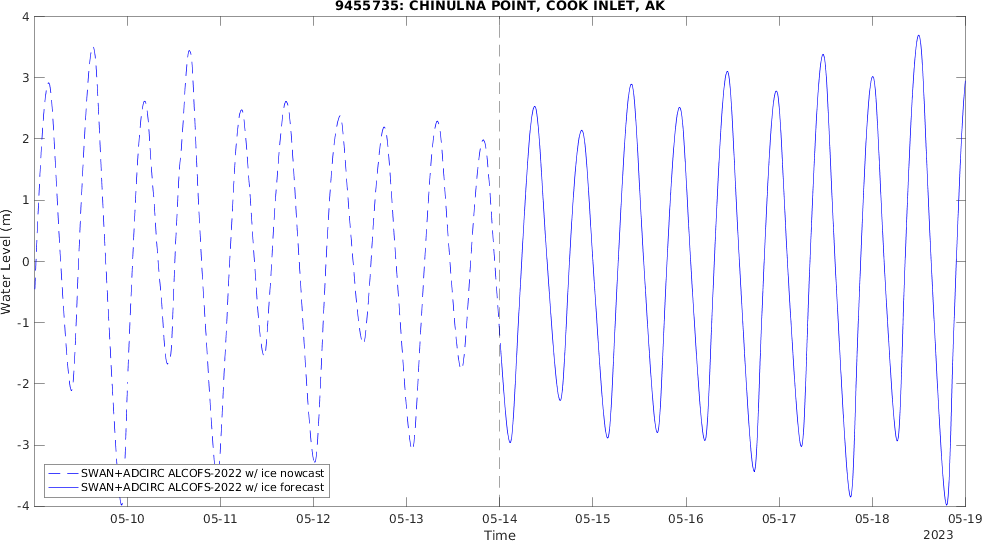 9455735: CHINULNA POINT, COOK INLET, AK
4
3
2
1
0
-1
-2
-3
-4
Water Level (m)
SWAN+ADCIRC ALCOFS-2022 w/ ice nowcast
SWAN+ADCIRC ALCOFS-2022 w/ ice forecast
05-10 05-11 05-12 05-13 05-14 05-15 05-16 05-17 05-18 05-19
Time
2023